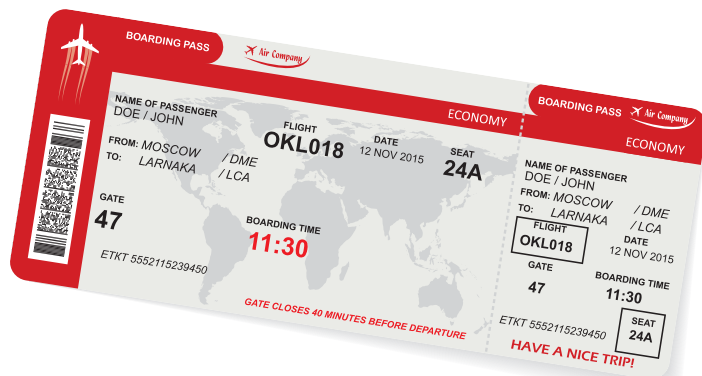 BOARDING PASS
Air Company
ECONOMY
NAME OF PASSENGER
DOE / JOHN
FLIGHT
OKL018
DATE
12 NOV 2015
SEAT
24A
FROM: MOSCOW / DME
TO: LARNAKA / LCA
GATE
47
BOARDING TIME
11:30
ETKT 5552115239450
GATE CLOSES 40 MINUTES BEFORE DEPARTURE
BOARDING PASS
Air Company
ECONOMY
NAME OF PASSENGER
DOE / JOHN
FROM: MOSCOW / DME
TO: LARNAKA / LCA
FLIGHT
OKL018
DATE
12 NOV 2015
GATE
47
BOARDING TIME
11:30
ETKT 5552115239450
SEAT
24A
HAVE A NICE TRIP!